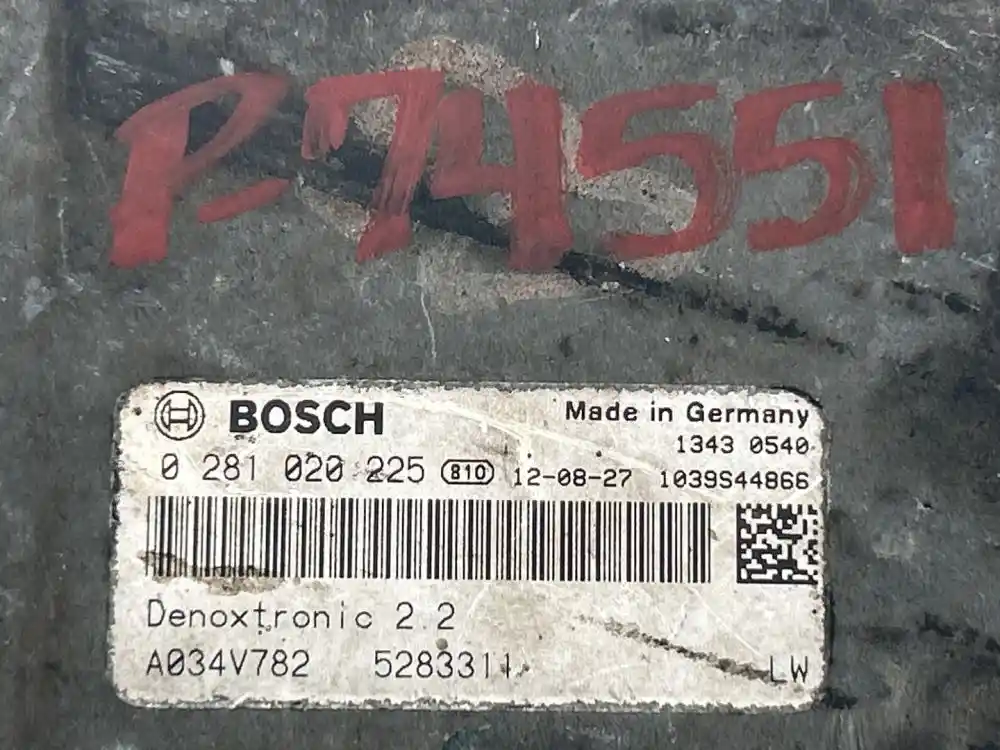 P-74551
BOSCH
Made in Germany
1343 0540
0 281 020 225 810 12-08-27 1039S44866
Denoxtronic 2.2
A034V782 5283311
LW